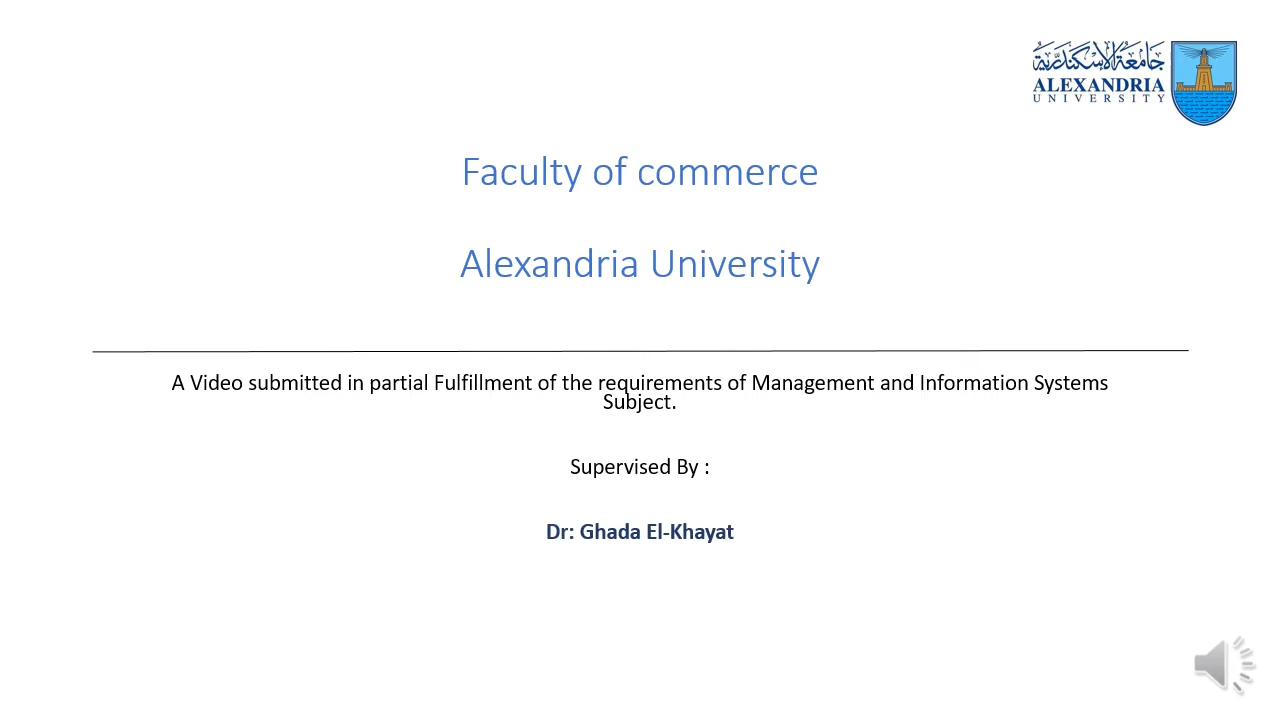 جامعة الإسكندرية
ALEXANDRIA
UNIVERSITY
Faculty of commerce
Alexandria University
A Video submitted in partial Fulfillment of the requirements of Management and Information Systems
Subject.
Supervised By :
Dr: Ghada El-Khayat